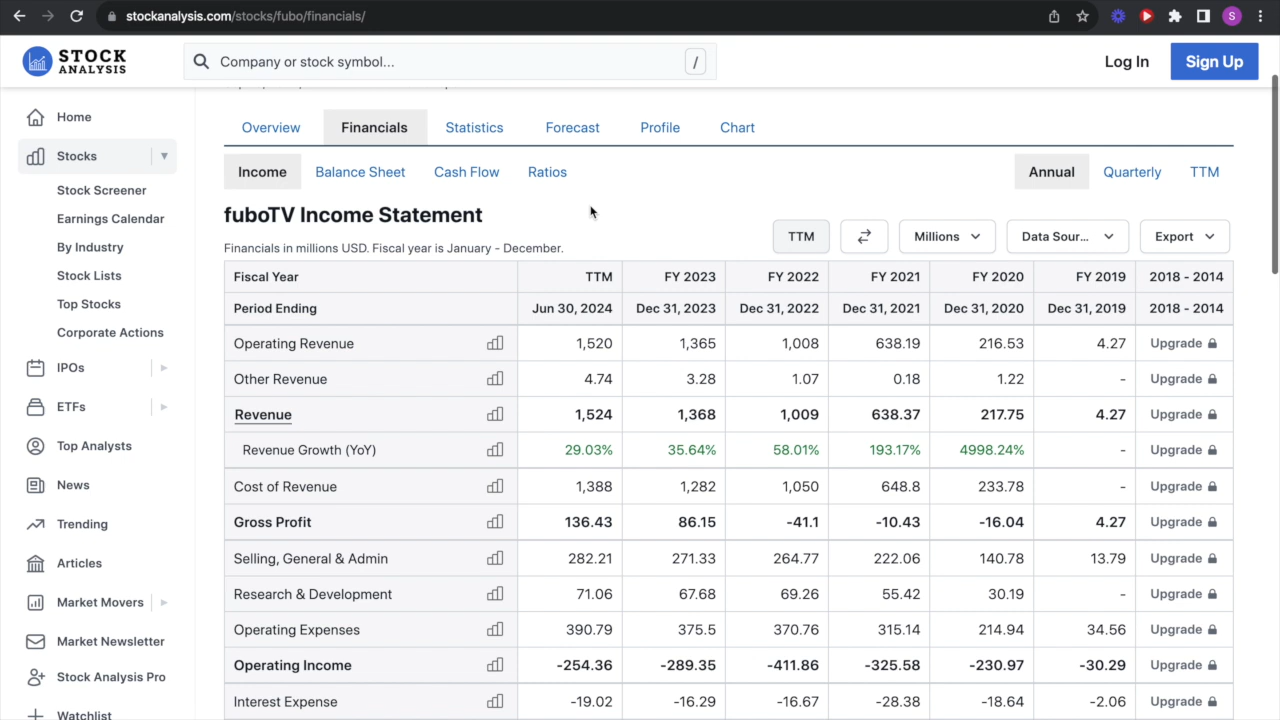 stockanalysis.com/stocks/fubo/financials/
S
STOCK
ANALYSIS
Company or stock symbol...
/
Log In
Sign Up
Home
Stocks
Stock Screener
Earnings Calendar
By Industry
Stock Lists
Top Stocks
Corporate Actions
IPOs
ETFs
Top Analysts
News
Trending
Articles
Market Movers
Market Newsletter
Stock Analysis Pro
Watchlist
Overview Financials Statistics Forecast Profile Chart
Income Balance Sheet Cash Flow Ratios Annual Quarterly TTM
fuboTV Income Statement
Financials in millions USD. Fiscal year is January - December.
TTM Millions Data Sour... Export
Fiscal Year TTM FY 2023 FY 2022 FY 2021 FY 2020 FY 2019 2018 - 2014
Period Ending Jun 30, 2024 Dec 31, 2023 Dec 31, 2022 Dec 31, 2021 Dec 31, 2020 Dec 31, 2019 2018 - 2014
Operating Revenue 1,520 1,365 1,008 638.19 216.53 4.27 Upgrade
Other Revenue 4.74 3.28 1.07 0.18 1.22 - Upgrade
Revenue 1,524 1,368 1,009 638.37 217.75 4.27 Upgrade
Revenue Growth (YoY) 29.03% 35.64% 58.01% 193.17% 4998.24% - Upgrade
Cost of Revenue 1,388 1,282 1,050 648.8 233.78 - Upgrade
Gross Profit 136.43 86.15 -41.1 -10.43 -16.04 4.27 Upgrade
Selling, General & Admin 282.21 271.33 264.77 222.06 140.78 13.79 Upgrade
Research & Development 71.06 67.68 69.26 55.42 30.19 - Upgrade
Operating Expenses 390.79 375.5 370.76 315.14 214.94 34.56 Upgrade
Operating Income -254.36 -289.35 -411.86 -325.58 -230.97 -30.29 Upgrade
Interest Expense -19.02 -16.29 -16.67 -28.38 -18.64 -2.06 Upgrade